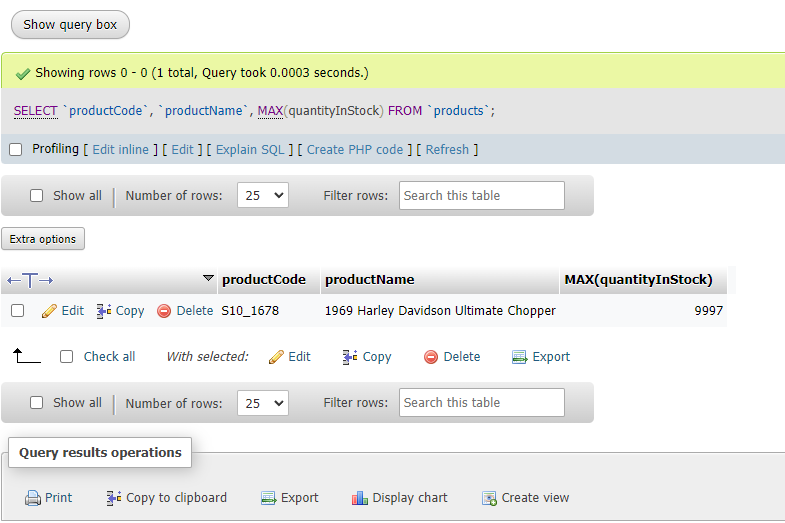 Show query box
Showing rows 0 - 0 (1 total, Query took 0.0003 seconds.)
SELECT `productCode`, `productName`, MAX(quantityInStock) FROM `products`;
Profiling [ Edit inline ] [ Edit ] [ Explain SQL ] [ Create PHP code ] [ Refresh ]
Show all Number of rows: 25 Filter rows: Search this table
Extra options
productCode productName MAX(quantityInStock)
Edit Copy Delete S10_1678 1969 Harley Davidson Ultimate Chopper 9997
Check all With selected: Edit Copy Delete Export
Show all Number of rows: 25 Filter rows: Search this table
Query results operations
Print Copy to clipboard Export Display chart Create view